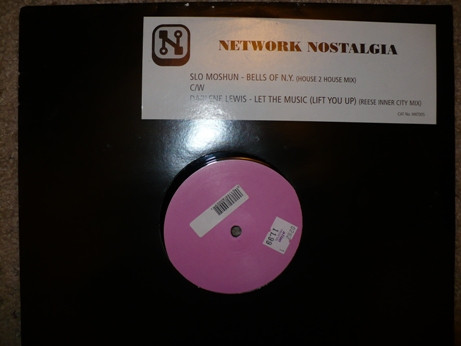 N
NETWORK NOSTALGIA
SLO MOSHUN - BELLS OF N.Y. (HOUSE 2 HOUSE MIX)
C/W
DARLENE LEWIS - LET THE MUSIC (LIFT YOU UP) (REESE INNER CITY MIX)